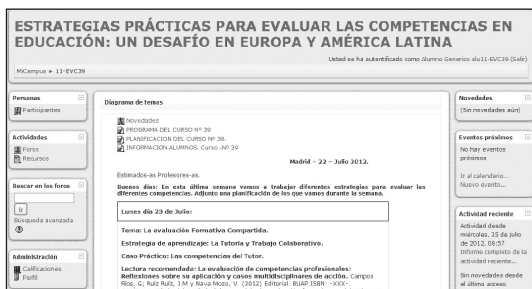 ESTRATEGIAS PRÁCTICAS PARA EVALUAR LAS COMPETENCIAS EN
EDUCACIÓN: UN DESAFÍO EN EUROPA Y AMÉRICA LATINA
Usted se ha autentificado como Alumno Generico alu11-EVC39 (Salir)
MiCampus ► 11-EVC39
Personas
Participantes
Actividades
Foros
Recursos
Buscar en los foros
Ir
Búsqueda avanzada
Administración
Calificaciones
Perfil
Diagrama de temas
Novedades
PROGRAMA DEL CURSO Nº 39
PLANIFICACION DEL CURSO Nº 39.
INFORMACION ALUMNOS. Curso -Nº 39
Madrid – 22 – Julio 2012.
Estimados-as Profesores-as.
Buenos días: En esta última semana vamos a trabajar diferentes estrategias para evaluar las
diferentes competencias. Adjunto una planificación de los que vamos durante la semana.
Lunes día 23 de Julio:
Tema: La evaluación Formativa Compartida.
Estrategia de aprendizaje: La Tutoría y Trabajo Colaborativo.
Caso Práctico: Las competencias del Tutor.
Lectura recomendada: La evaluación de competencias profesionales:
Reflexiones sobre su aplicación y casos multidisciplinares de acción. Campos
Ríos, G; Ruiz Ruiz, J.M y Nava Mozo, V. (2012) Editorial. BUAP.ISBN: -XXX-.
Novedades
(Sin novedades aún)
Eventos próximos
No hay eventos
próximos
Ir al calendario...
Nuevo evento...
Actividad reciente
Actividad desde
miércoles, 25 de julio
de 2012, 08:57
Informe completo de la
actividad reciente...
Sin novedades desde
el último acceso